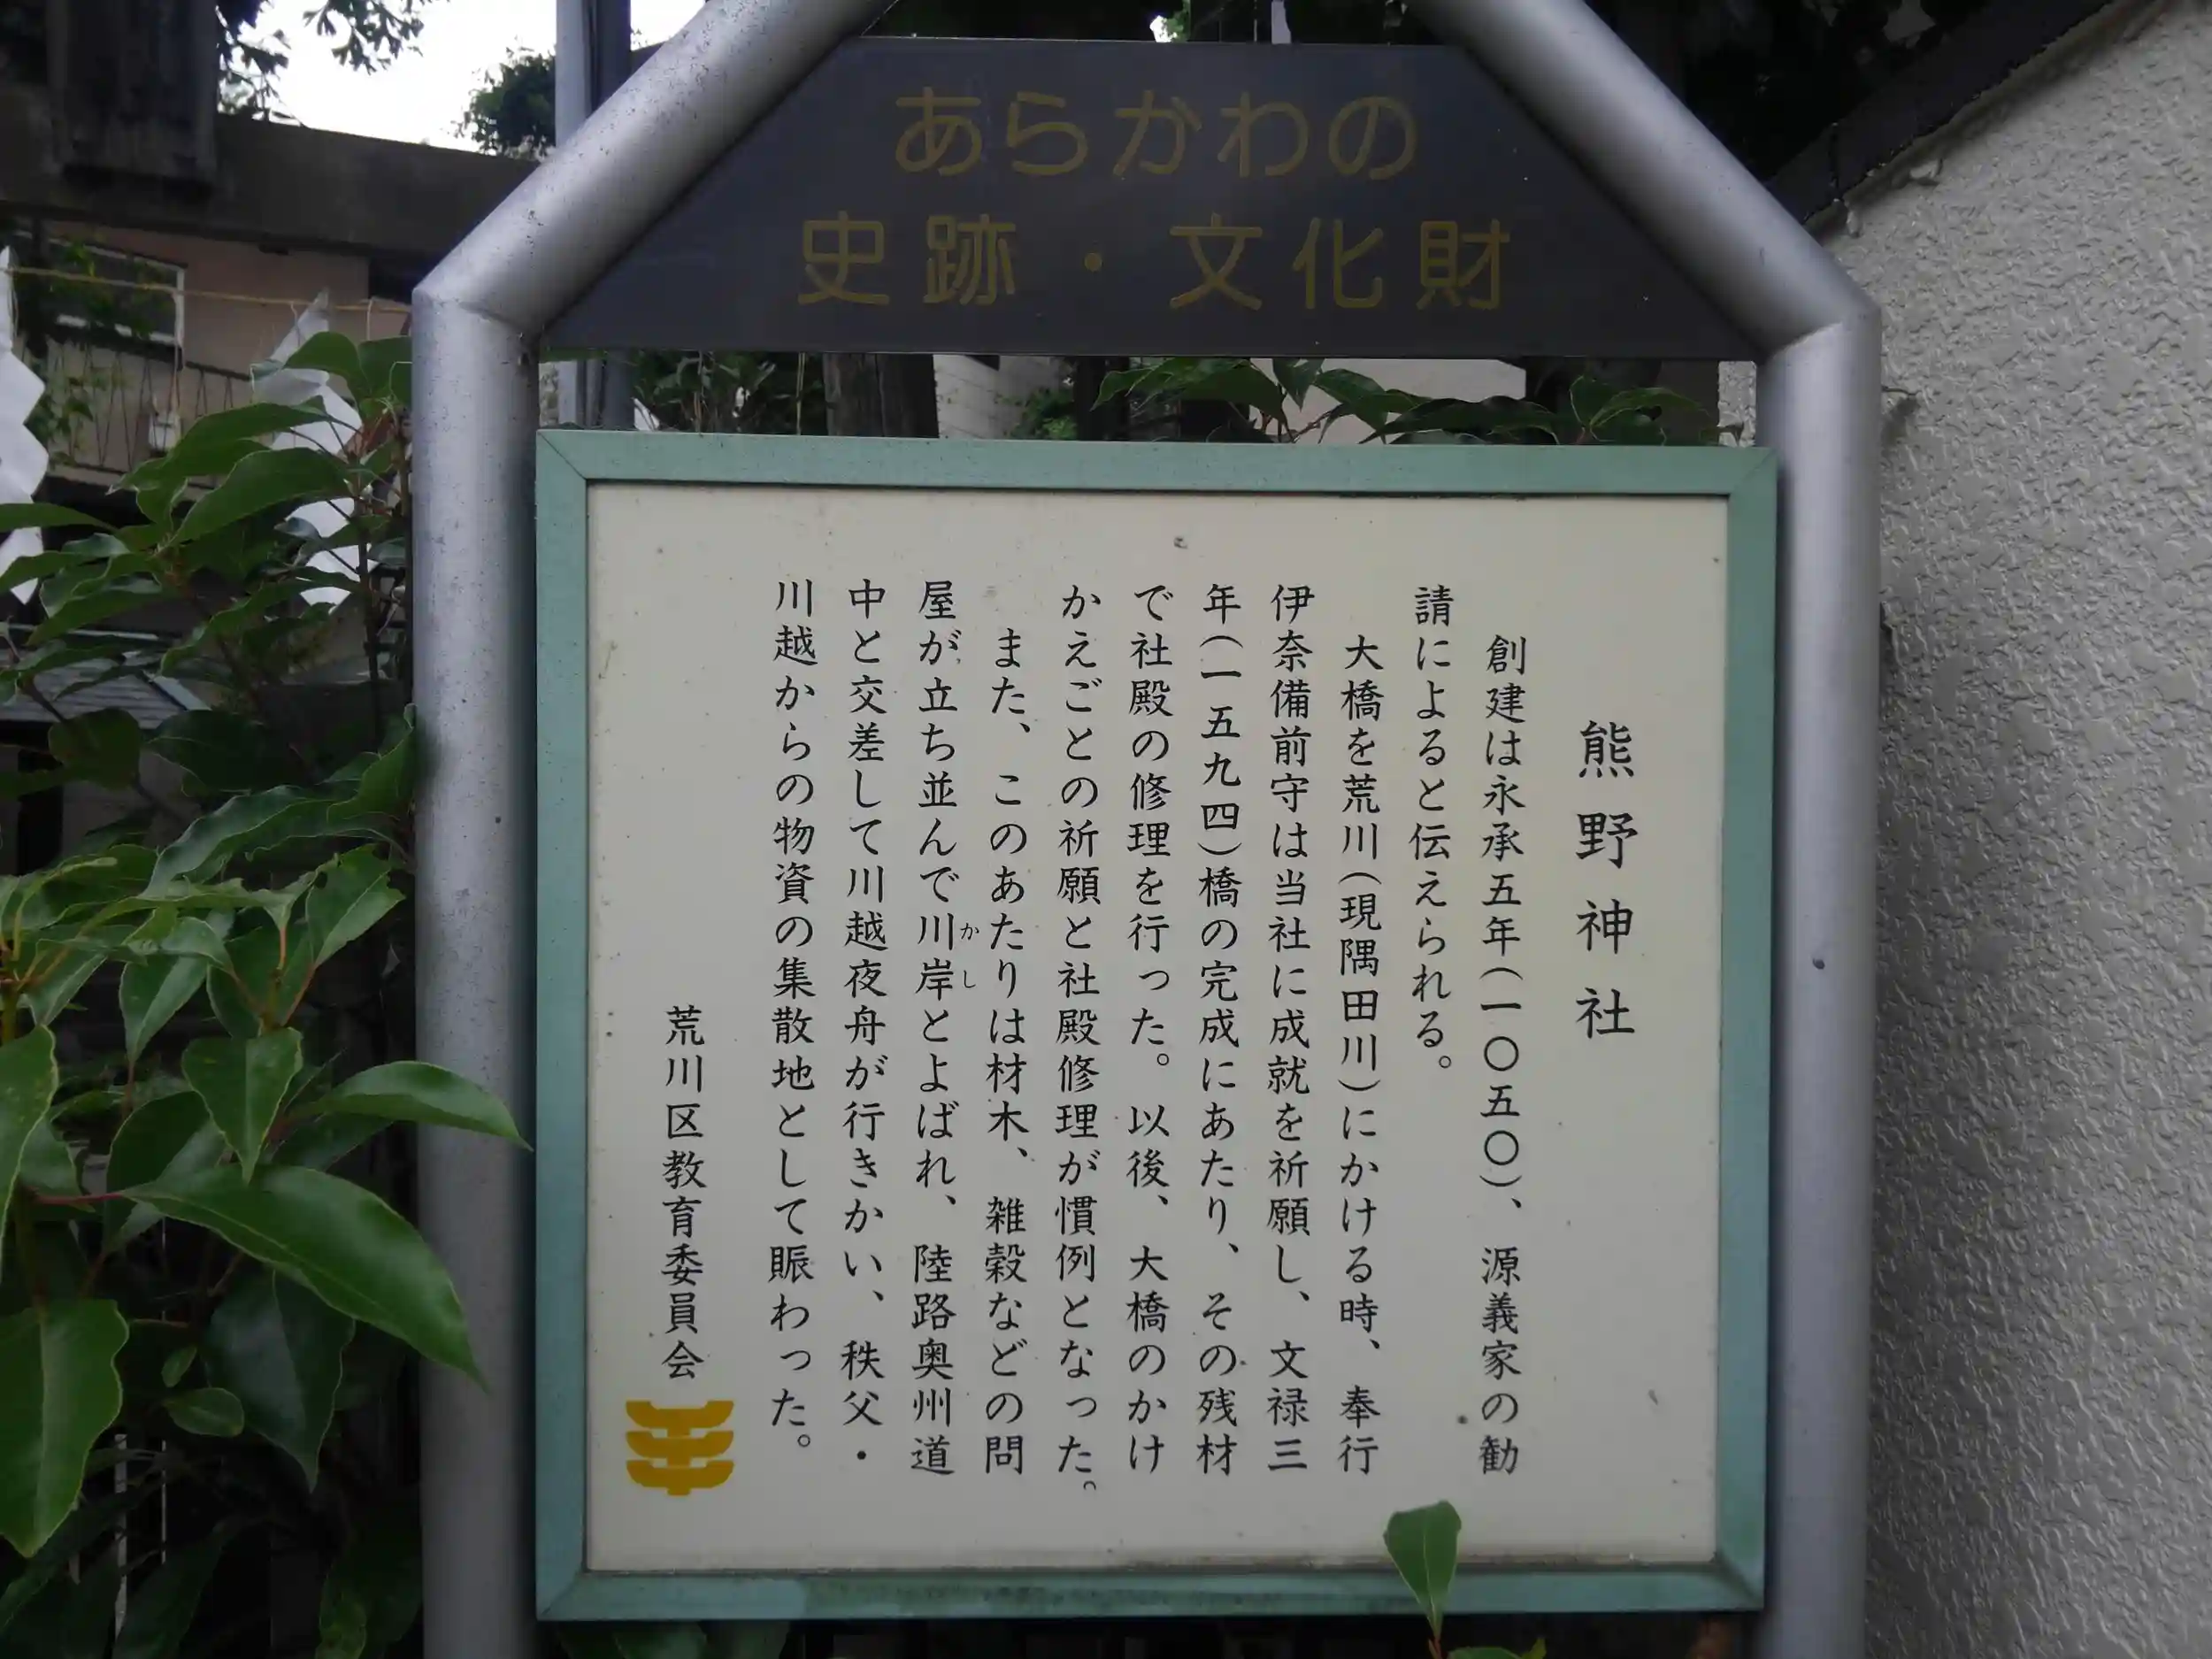 あらかわの
史跡・文化財
熊野神社
創建は永承五年(一〇五〇)、源義家の勧
請によると伝えられる。
大橋を荒川(現隅田川)にかける時、奉行
伊奈備前守は当社に成就を祈願し、文禄三
年(一五九四)橋の完成にあたり、その残材
で社殿の修理を行った。以後、大橋のかけ
かえごとの祈願と社殿修理が慣例となった。
また、このあたりは材木、雑穀などの問
屋が立ち並んで川岸とよばれ、陸路奥州道
かし
中と交差して川越夜舟が行きかい、秩父・
川越からの物資の集散地として賑わった。
荒川区教育委員会